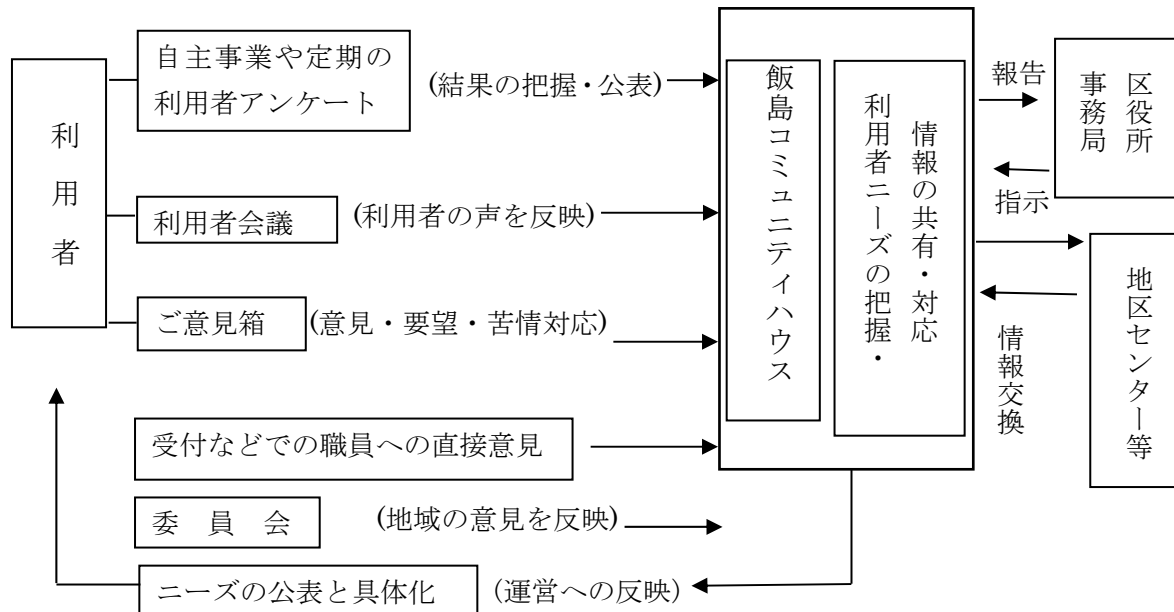 利用者
自主事業や定期の
利用者アンケート
(結果の把握・公表)
利用者会議
(利用者の声を反映)
ご意見箱
(意見・要望・苦情対応)
受付などでの職員への直接意見
委員会
(地域の意見を反映)
ニーズの公表と具体化
(運営への反映)
飯島コミュニティハウス
利用者ニーズの把握・
情報の共有・対応
報告
指示
区役所
事務局
情報交換
地区センター等